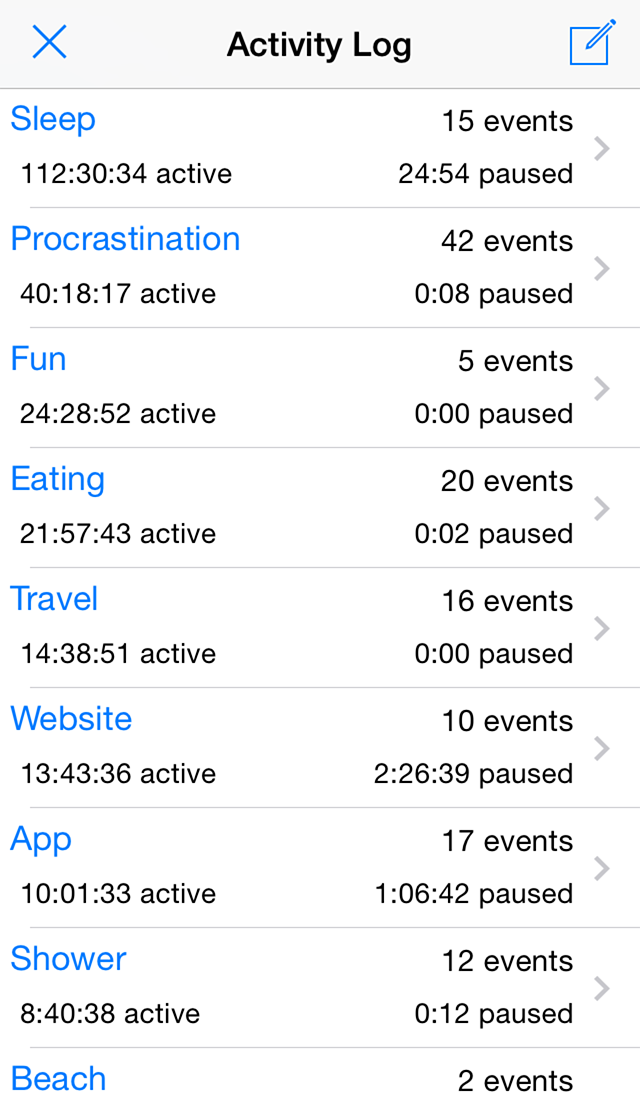 Activity Log
Sleep 15 events
112:30:34 active 24:54 paused
Procrastination 42 events
40:18:17 active 0:08 paused
Fun 5 events
24:28:52 active 0:00 paused
Eating 20 events
21:57:43 active 0:02 paused
Travel 16 events
14:38:51 active 0:00 paused
Website 10 events
13:43:36 active 2:26:39 paused
App 17 events
10:01:33 active 1:06:42 paused
Shower 12 events
8:40:38 active 0:12 paused
Beach 2 events